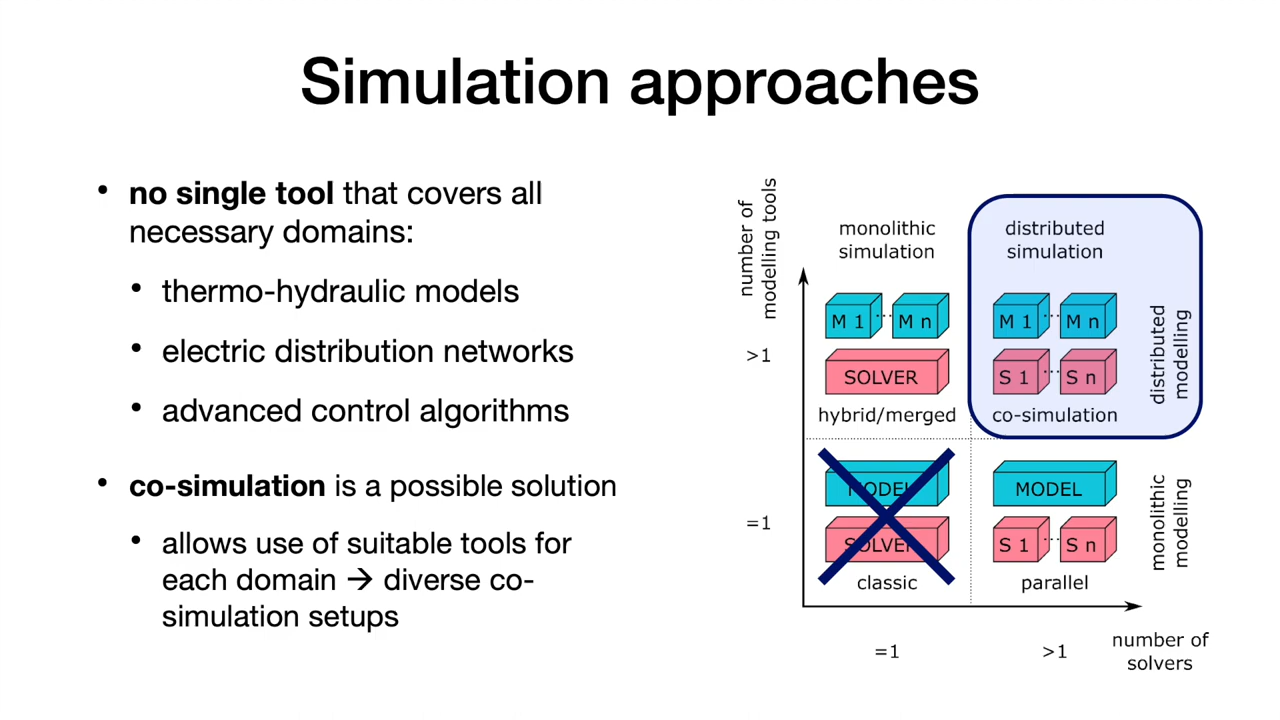 Simulation approaches
• no single tool that covers all
necessary domains:
• thermo-hydraulic models
• electric distribution networks
• advanced control algorithms
• co-simulation is a possible solution
• allows use of suitable tools for
each domain → diverse co-
simulation setups
number of
modelling tools
monolithic
simulation
distributed
simulation
M 1 ... M n
M 1 ... M n
>1
SOLVER
S 1 ... S n
hybrid/merged
co-simulation
distributed
modelling
MODEL
MODEL
=1
SOLVER
S 1 ... S n
classic
parallel
monolithic
modelling
=1
>1
number of
solvers